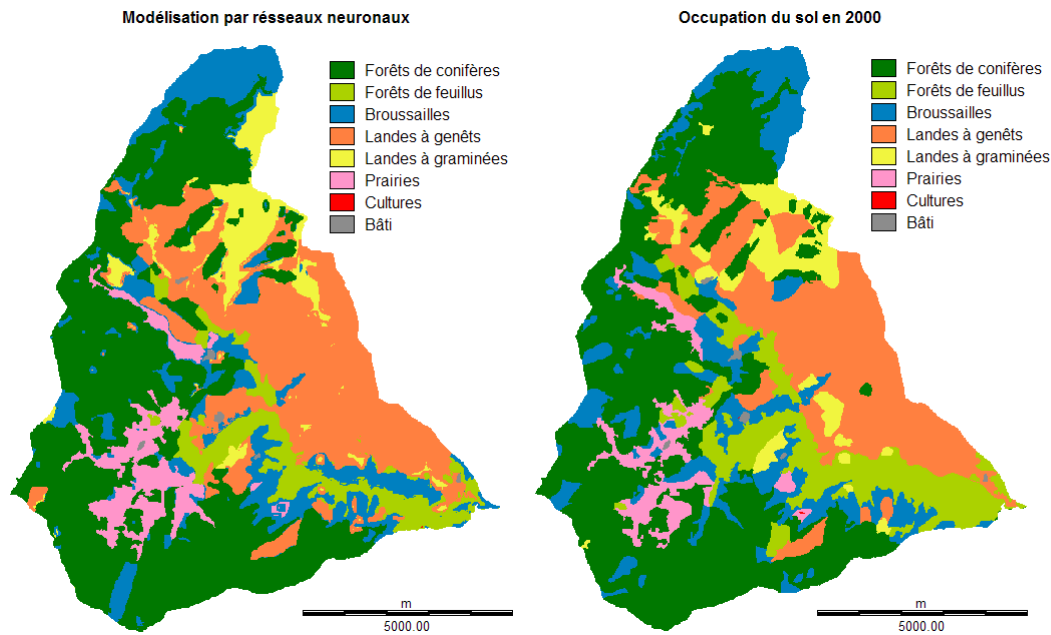 Modélisation par résseaux neuronaux
Forêts de conifères
Forêts de feuillus
Broussailles
Landes à genêts
Landes à graminées
Prairies
Cultures
Bâti
m
5000.00
Occupation du sol en 2000
Forêts de conifères
Forêts de feuillus
Broussailles
Landes à genêts
Landes à graminées
Prairies
Cultures
Bâti
m
5000.00